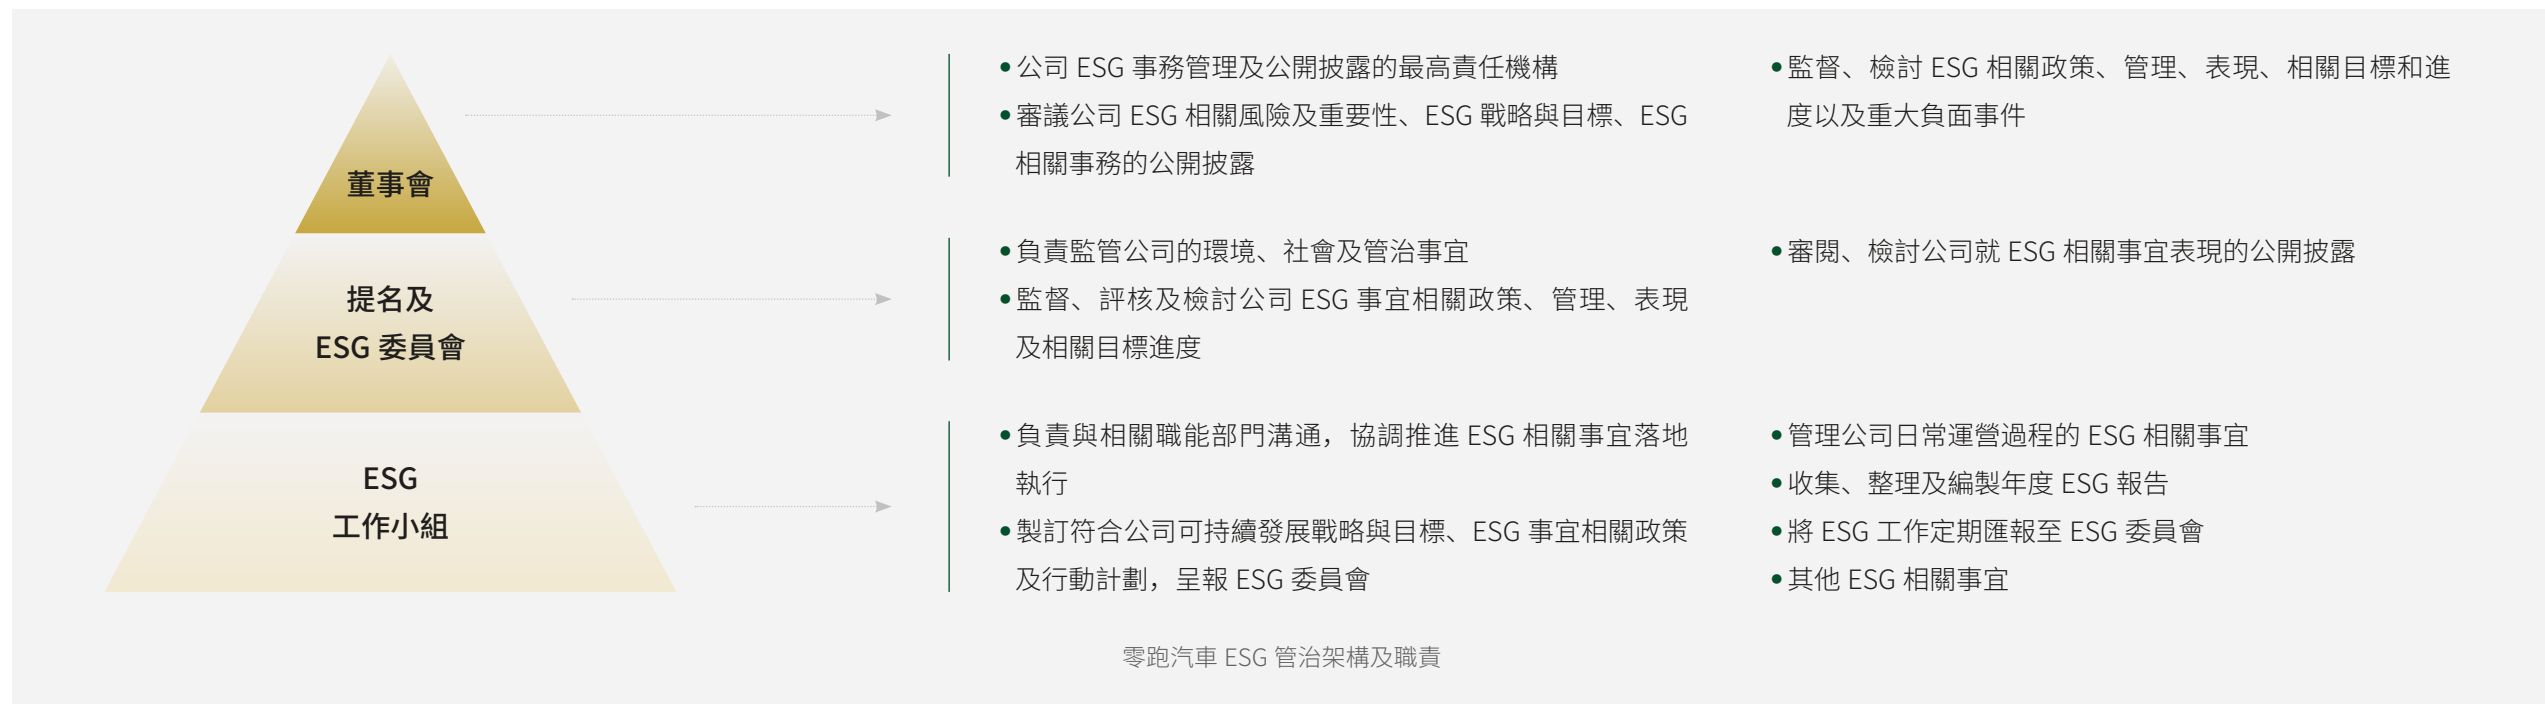 董事會
• 公司 ESG 事務管理及公開披露的最高責任機構
• 審議公司 ESG 相關風險及重要性、ESG 戰略與目標、ESG
相關事務的公開披露
• 監督、檢討 ESG 相關政策、管理、表現、相關目標和進
度以及重大負面事件
提名及
ESG 委員會
• 負責監管公司的環境、社會及管治事宜
• 監督、評核及檢討公司 ESG 事宜相關政策、管理、表現
及相關目標進度
• 審閱、檢討公司就 ESG 相關事宜表現的公開披露
ESG
工作小組
• 負責與相關職能部門溝通，協調推進 ESG 相關事宜落地
執行
• 製訂符合公司可持續發展戰略與目標、ESG 事宜相關政策
及行動計劃，呈報 ESG 委員會
• 管理公司日常運營過程的 ESG 相關事宜
• 收集、整理及編製年度 ESG 報告
• 將 ESG 工作定期匯報至 ESG 委員會
• 其他 ESG 相關事宜
零跑汽車 ESG 管治架構及職責